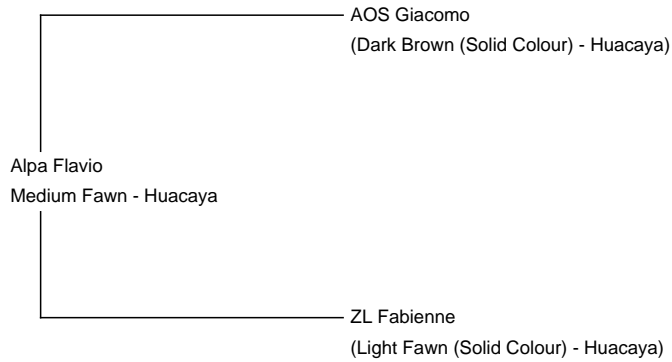 AOS Giacomo
(Dark Brown (Solid Colour) - Huacaya)
Alpa Flavio
Medium Fawn - Huacaya
ZL Fabienne
(Light Fawn (Solid Colour) - Huacaya)